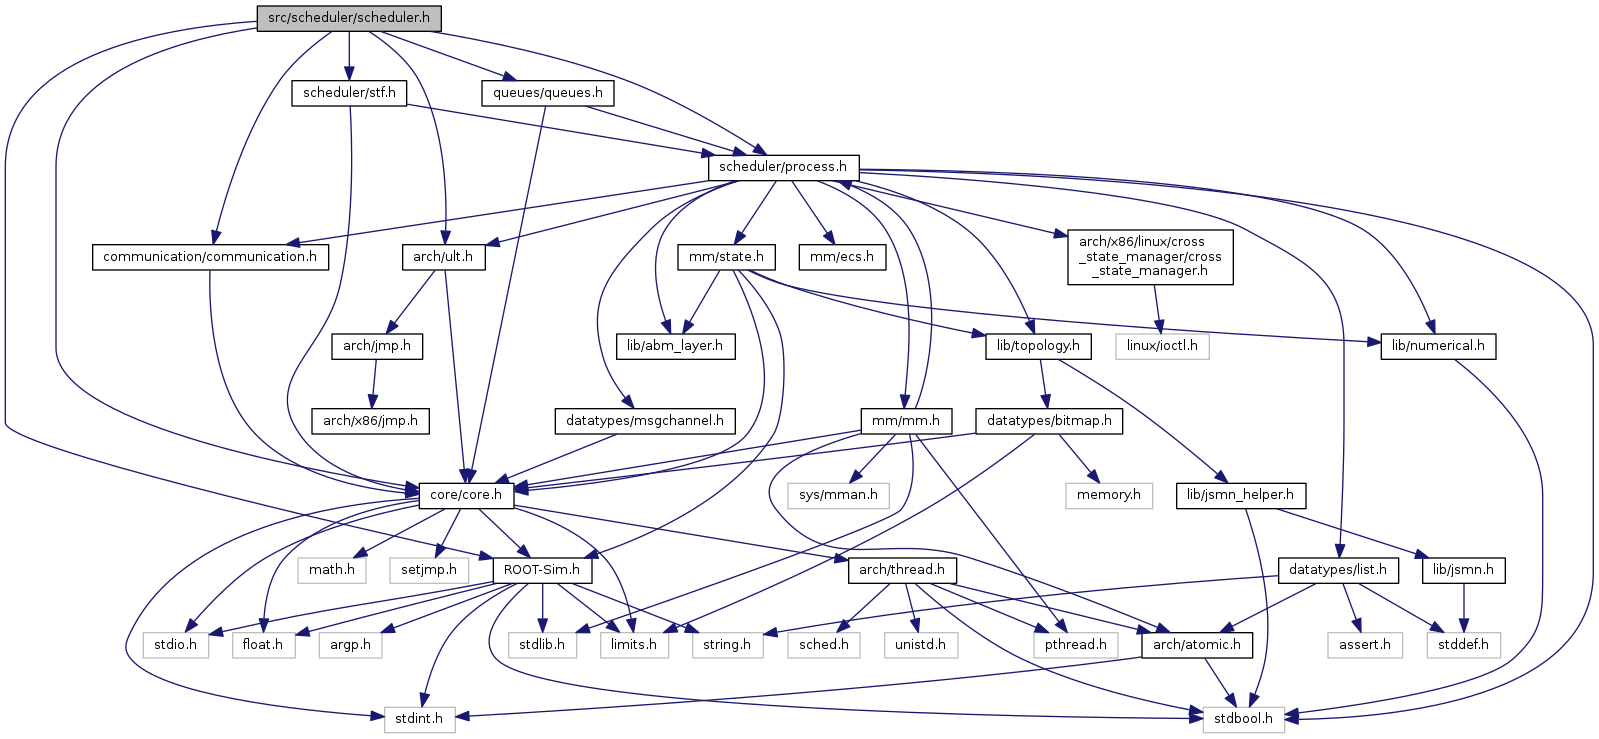 src/scheduler/scheduler.h
scheduler/stf.h
queues/queues.h
scheduler/process.h
communication/communication.h
arch/ult.h
mm/state.h
mm/ecs.h
arch/x86/linux/cross
_state_manager/cross
_state_manager.h
arch/jmp.h
lib/abm_layer.h
lib/topology.h
linux/ioctl.h
lib/numerical.h
arch/x86/jmp.h
datatypes/msgchannel.h
mm/mm.h
datatypes/bitmap.h
core/core.h
sys/mman.h
memory.h
lib/jsmn_helper.h
math.h
setjmp.h
ROOT-Sim.h
arch/thread.h
datatypes/list.h
lib/jsmn.h
stdio.h
float.h
argp.h
stdlib.h
limits.h
string.h
sched.h
unistd.h
pthread.h
arch/atomic.h
assert.h
stddef.h
stdint.h
stdbool.h